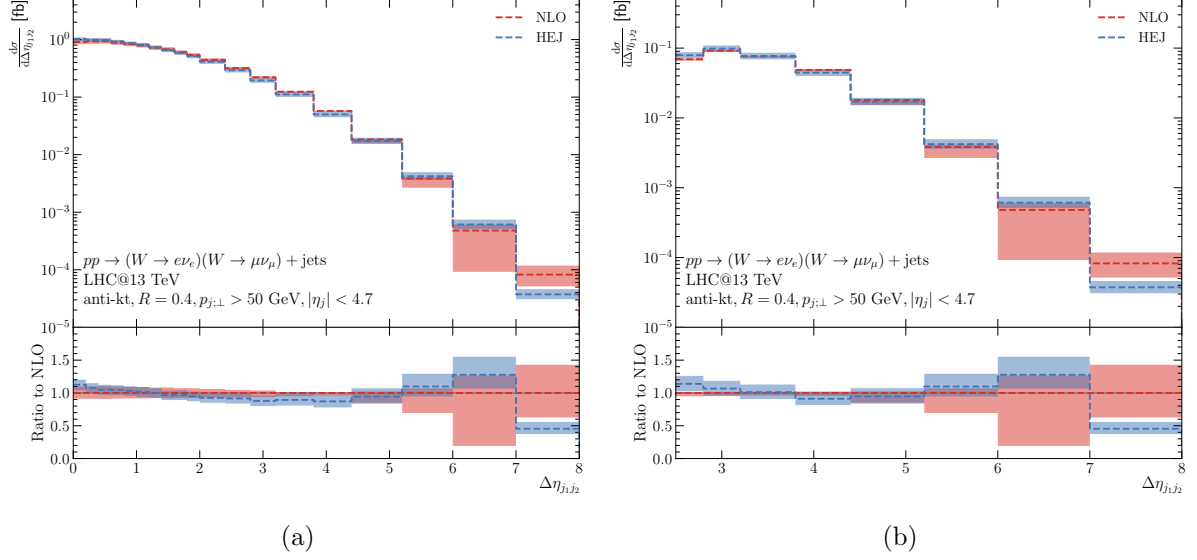 dσ/dΔη_{j₁j₂} [fb]
NLO
HEJ
10⁰
10⁻¹
10⁻²
10⁻³
10⁻⁴
10⁻⁵
pp → (W → eν_e)(W → μν_μ) + jets
LHC@13 TeV
anti-kt, R = 0.4, p_{j;⊥} > 50 GeV, |η_j| < 4.7
Ratio to NLO
1.5
1.0
0.5
0.0
0 1 2 3 4 5 6 7 8
Δη_{j₁j₂}
(a)
dσ/dΔη_{j₁j₂} [fb]
NLO
HEJ
10⁻¹
10⁻²
10⁻³
10⁻⁴
10⁻⁵
pp → (W → eν_e)(W → μν_μ) + jets
LHC@13 TeV
anti-kt, R = 0.4, p_{j;⊥} > 50 GeV, |η_j| < 4.7
Ratio to NLO
1.5
1.0
0.5
0.0
3 4 5 6 7 8
Δη_{j₁j₂}
(b)